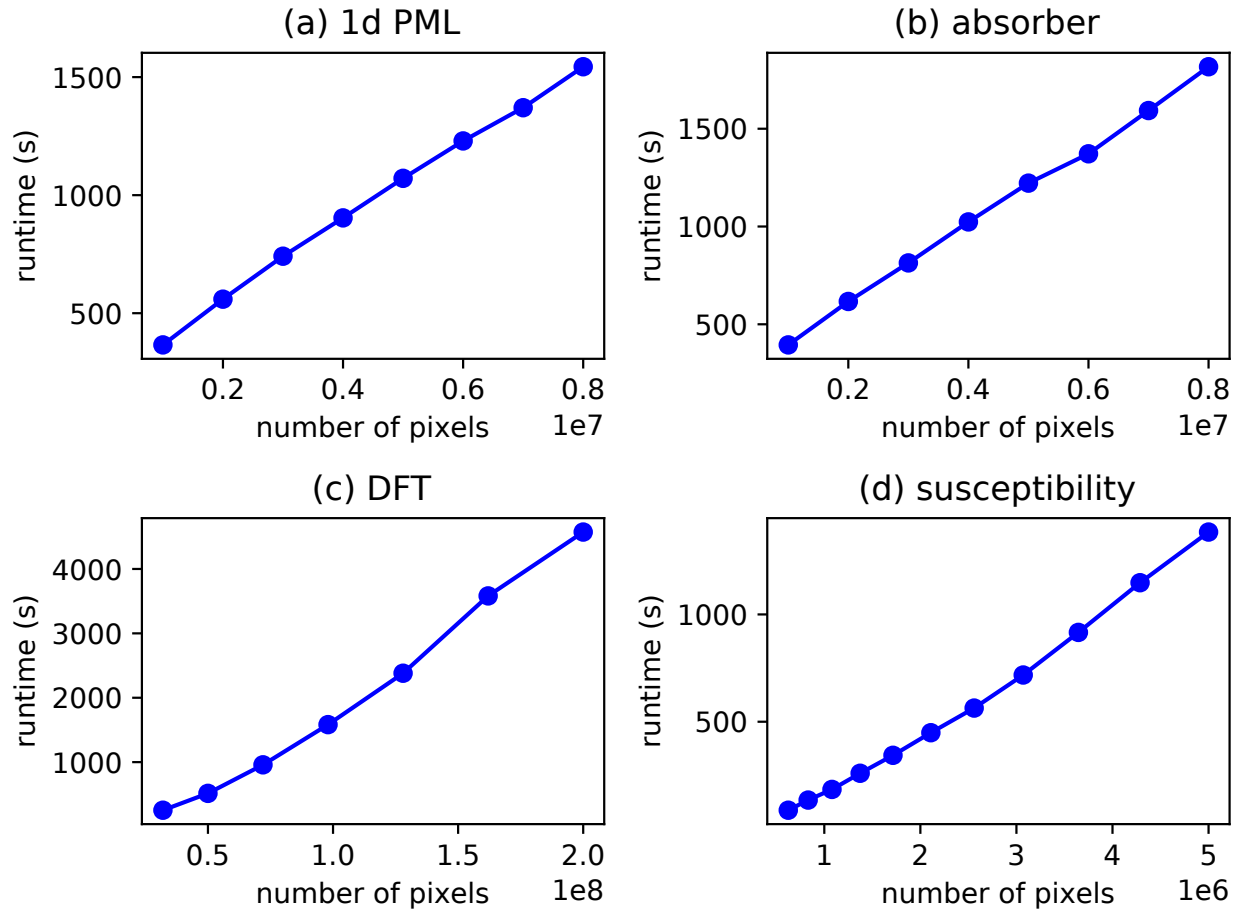 (a) 1d PML
runtime (s)
1500
1000
500
0.2 0.4 0.6 0.8
number of pixels 1e7
(b) absorber
runtime (s)
1500
1000
500
0.2 0.4 0.6 0.8
number of pixels 1e7
(c) DFT
runtime (s)
4000
3000
2000
1000
0.5 1.0 1.5 2.0
number of pixels 1e8
(d) susceptibility
runtime (s)
1000
500
1 2 3 4 5
number of pixels 1e6